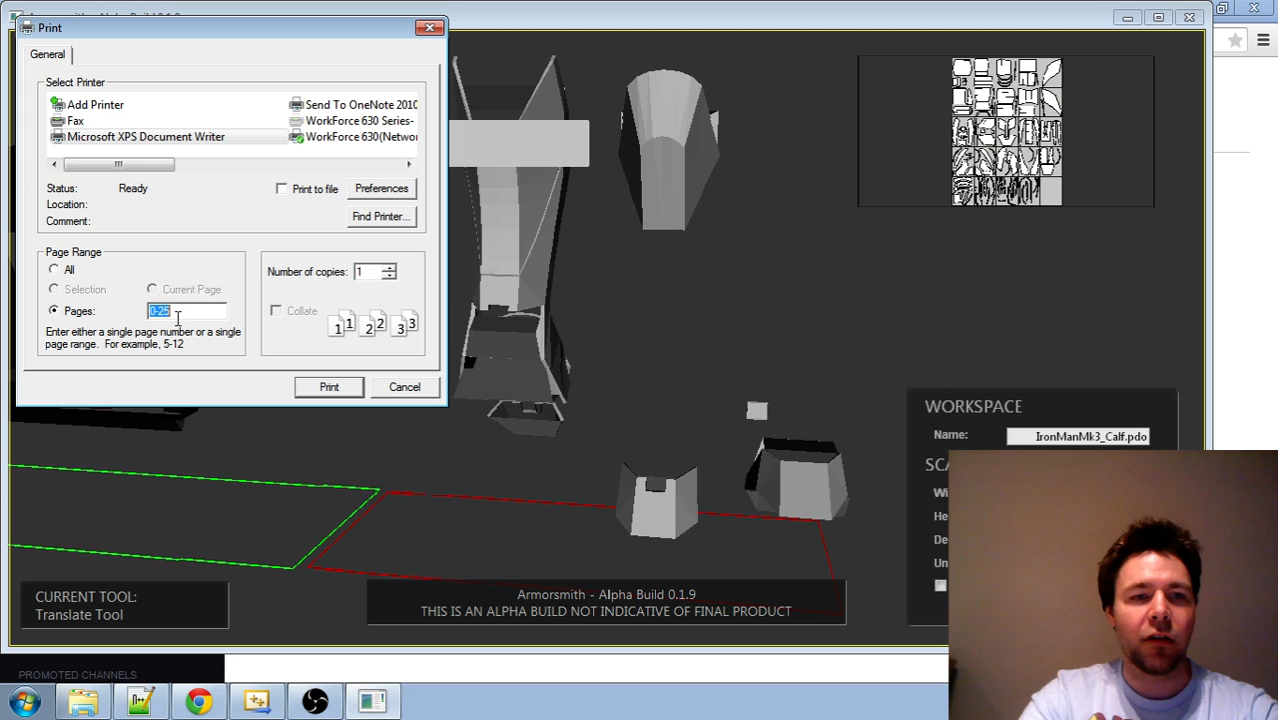 Print
General
Select Printer
Add Printer
Send To OneNote 2010
Fax
WorkForce 630 Series-
Microsoft XPS Document Writer
WorkForce 630(Networ
Status: Ready
Print to file
Preferences
Location:
Comment:
Find Printer...
Page Range
All
Number of copies: 1
Selection
Current Page
Pages: 0-25
Collate
1 1 2 2 3 3
Enter either a single page number or a single
page range. For example, 5-12
Print
Cancel
WORKSPACE
Name: IronManMk3_Calf.pdo
CURRENT TOOL:
Translate Tool
Armorsmith - Alpha Build 0.1.9
THIS IS AN ALPHA BUILD NOT INDICATIVE OF FINAL PRODUCT
PROMOTED CHANNELS